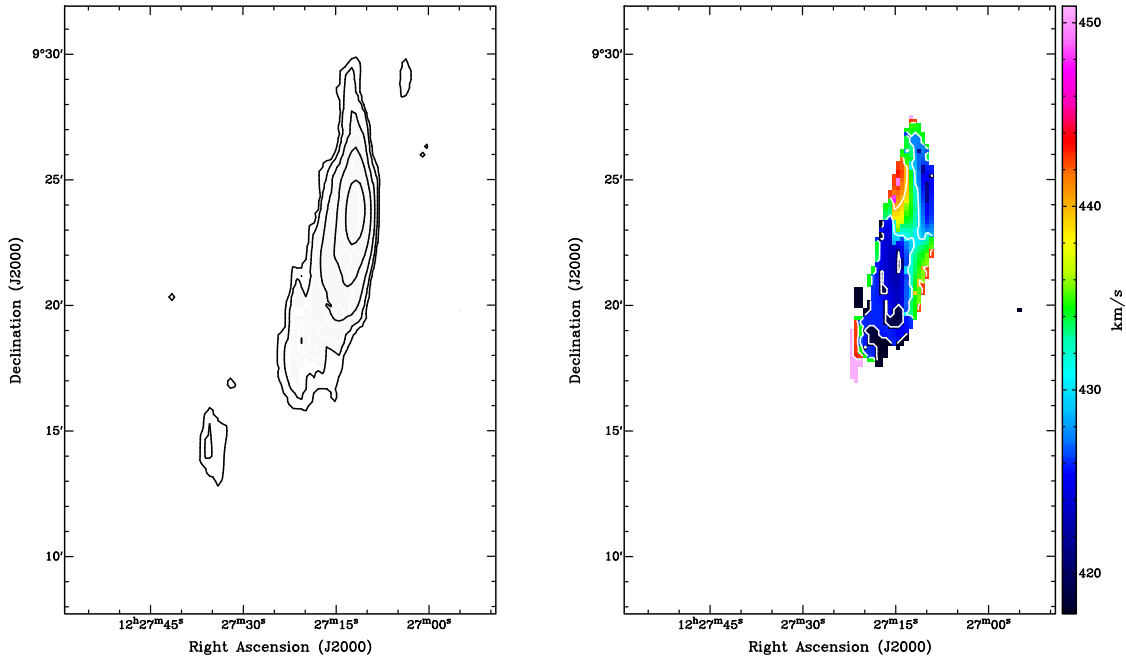 9°30′
25′
20′
15′
10′
Declination (J2000)
12ʰ27ᵐ45ˢ
27ᵐ30ˢ
27ᵐ15ˢ
27ᵐ00ˢ
Right Ascension (J2000)
9°30′
25′
20′
15′
10′
Declination (J2000)
12ʰ27ᵐ45ˢ
27ᵐ30ˢ
27ᵐ15ˢ
27ᵐ00ˢ
Right Ascension (J2000)
450
440
430
420
km/s